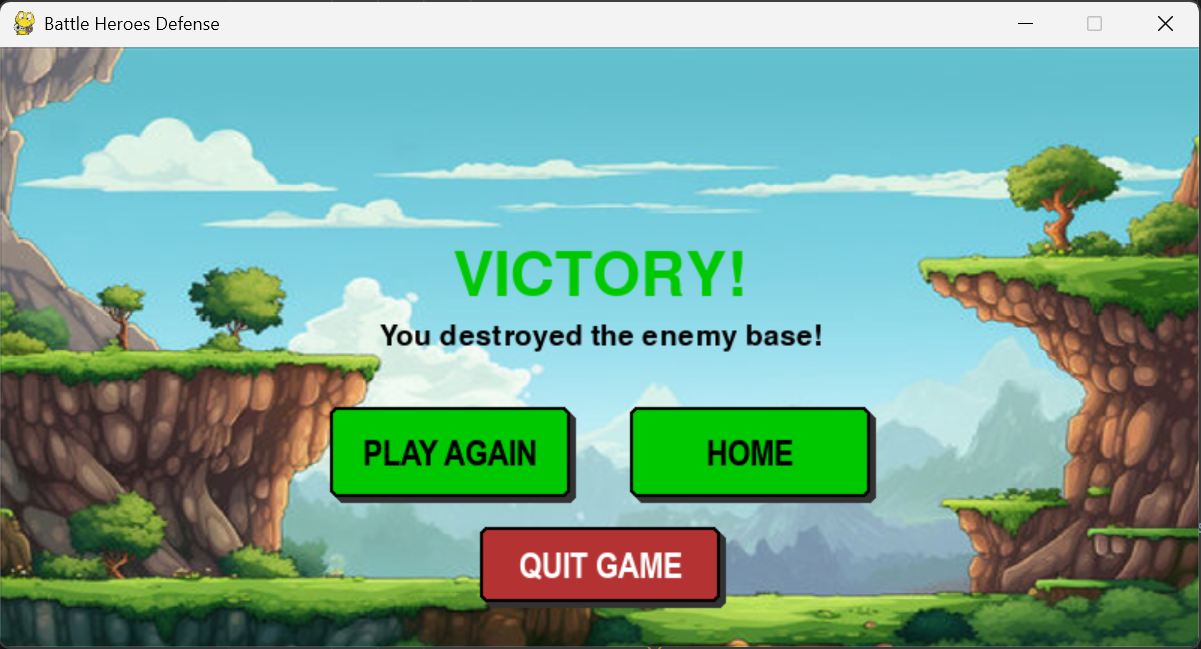 Battle Heroes Defense
VICTORY!
You destroyed the enemy base!
PLAY AGAIN
HOME
QUIT GAME